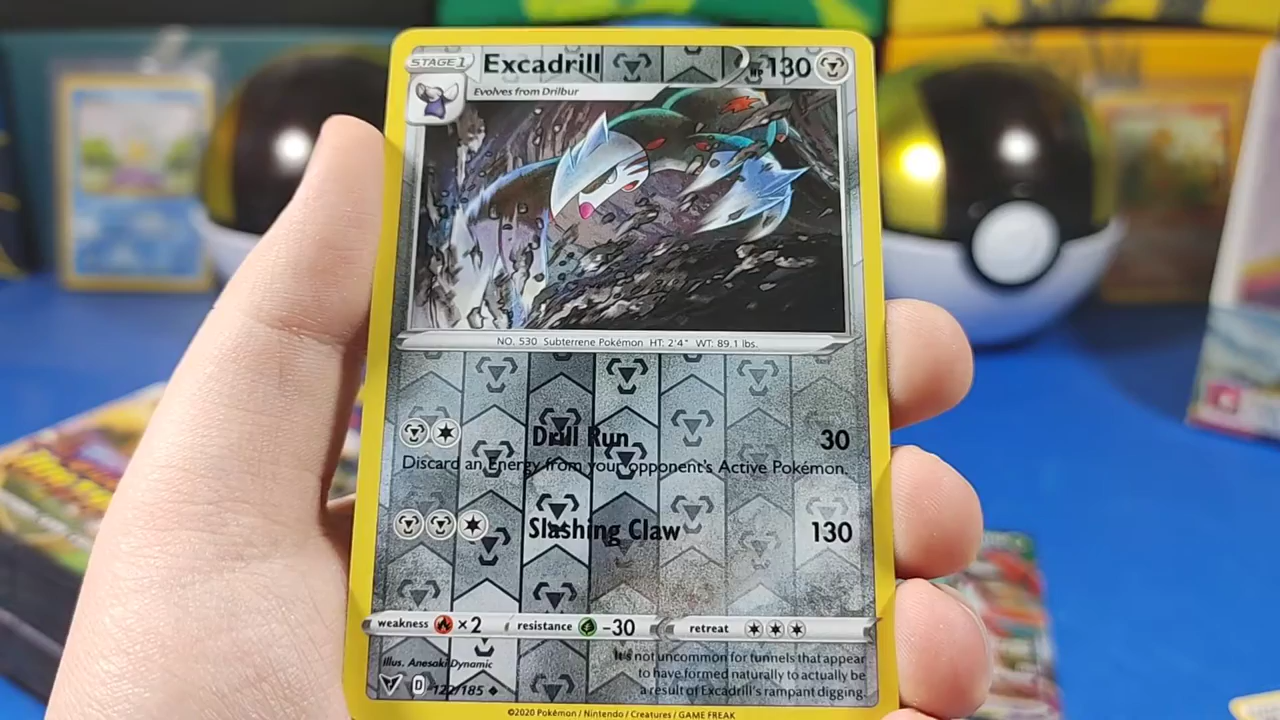 STAGE 1 Excadrill HP 130
Evolves from Drilbur
NO. 530 Subterrene Pokémon HT: 2'4" WT: 89.1 lbs.
Drill Run 30
Discard an Energy from your opponent's Active Pokémon.
Slashing Claw 130
weakness ×2 resistance -30 retreat
Illus. Anesaki Dynamic
It's not uncommon for tunnels that appear
to have formed naturally to actually be
a result of Excadrill's rampant digging.
D 122/185
©2020 Pokémon / Nintendo / Creatures / GAME FREAK